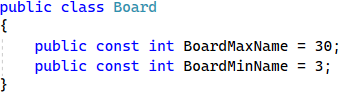 public class Board
{
    public const int BoardMaxName = 30;
    public const int BoardMinName = 3;
}